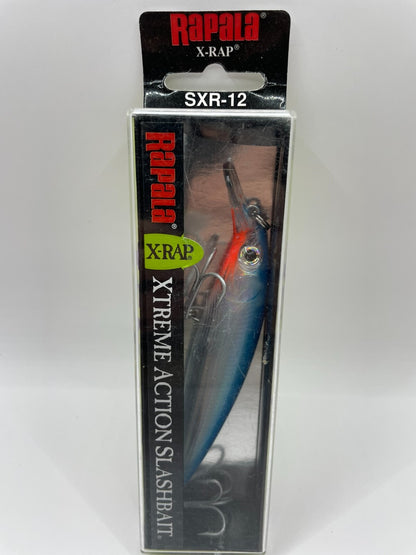 RAPALA®
X-RAP®
SXR-12
RAPALA®
X-RAP®
XTREME ACTION SLASHBAIT®